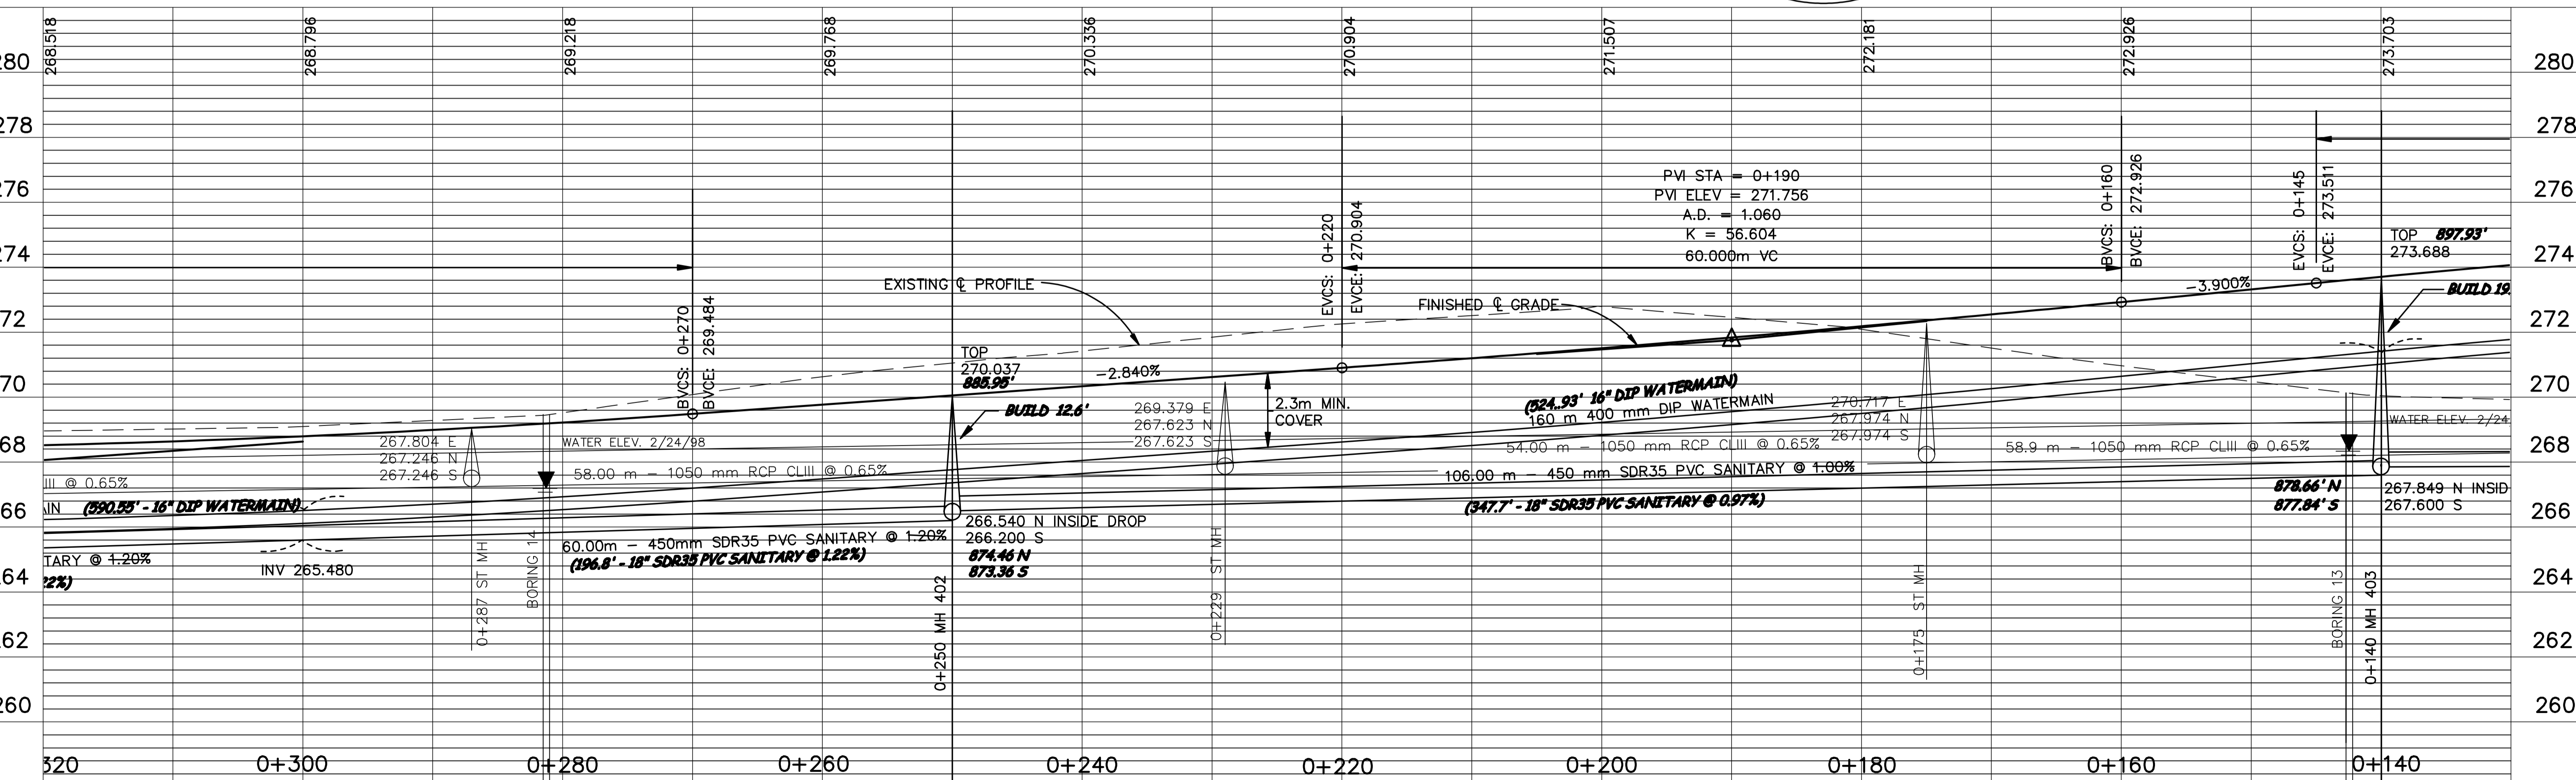 268.518
268.796
269.218
269.768
270.336
270.904
271.507
272.181
272.926
273.703
280
278
276
274
272
270
268
266
264
262
260
280
278
276
274
272
270
268
266
264
262
260
BVCS: 0+270
BVCE: 269.484
EXISTING ℄ PROFILE
TOP
270.037
885.95'
-2.840%
BUILD 12.6'
EVCS: 0+220
EVCE: 270.904
FINISHED ℄ GRADE
PVI STA = 0+190
PVI ELEV = 271.756
A.D. = 1.060
K = 56.604
60.000m VC
BVCS: 0+160
BVCE: 272.926
EVCS: 0+145
EVCE: 273.511
-3.900%
TOP 897.93'
273.688
BUILD 19.
267.804 E
267.246 N
267.246 S
WATER ELEV. 2/24/98
58.00 m – 1050 mm RCP CLIII @ 0.65%
269.379 E
267.623 N
267.623 S
2.3m MIN.
COVER
(524..93' 16" DIP WATERMAIN)
160 m 400 mm DIP WATERMAIN
54.00 m – 1050 mm RCP CLIII @ 0.65%
270.717 E
267.974 N
267.974 S
58.9 m – 1050 mm RCP CLIII @ 0.65%
WATER ELEV. 2/24
III @ 0.65%
AIN (590.55' - 16" DIP WATERMAIN)
106.00 m – 450 mm SDR35 PVC SANITARY @ 1.00%
(347.7' - 18" SDR35 PVC SANITARY @ 0.97%)
878.66' N
877.84' S
267.849 N INSID
267.600 S
266.540 N INSIDE DROP
266.200 S
874.46 N
873.36 S
60.00m – 450mm SDR35 PVC SANITARY @ 1.20%
(196.8' - 18" SDR35 PVC SANITARY @ 1.22%)
TARY @ 1.20%
22%)
INV 265.480
0+287 ST MH
BORING 14
0+250 MH 402
0+229 ST MH
0+175 ST MH
BORING 13
0+140 MH 403
320
0+300
0+280
0+260
0+240
0+220
0+200
0+180
0+160
0+140